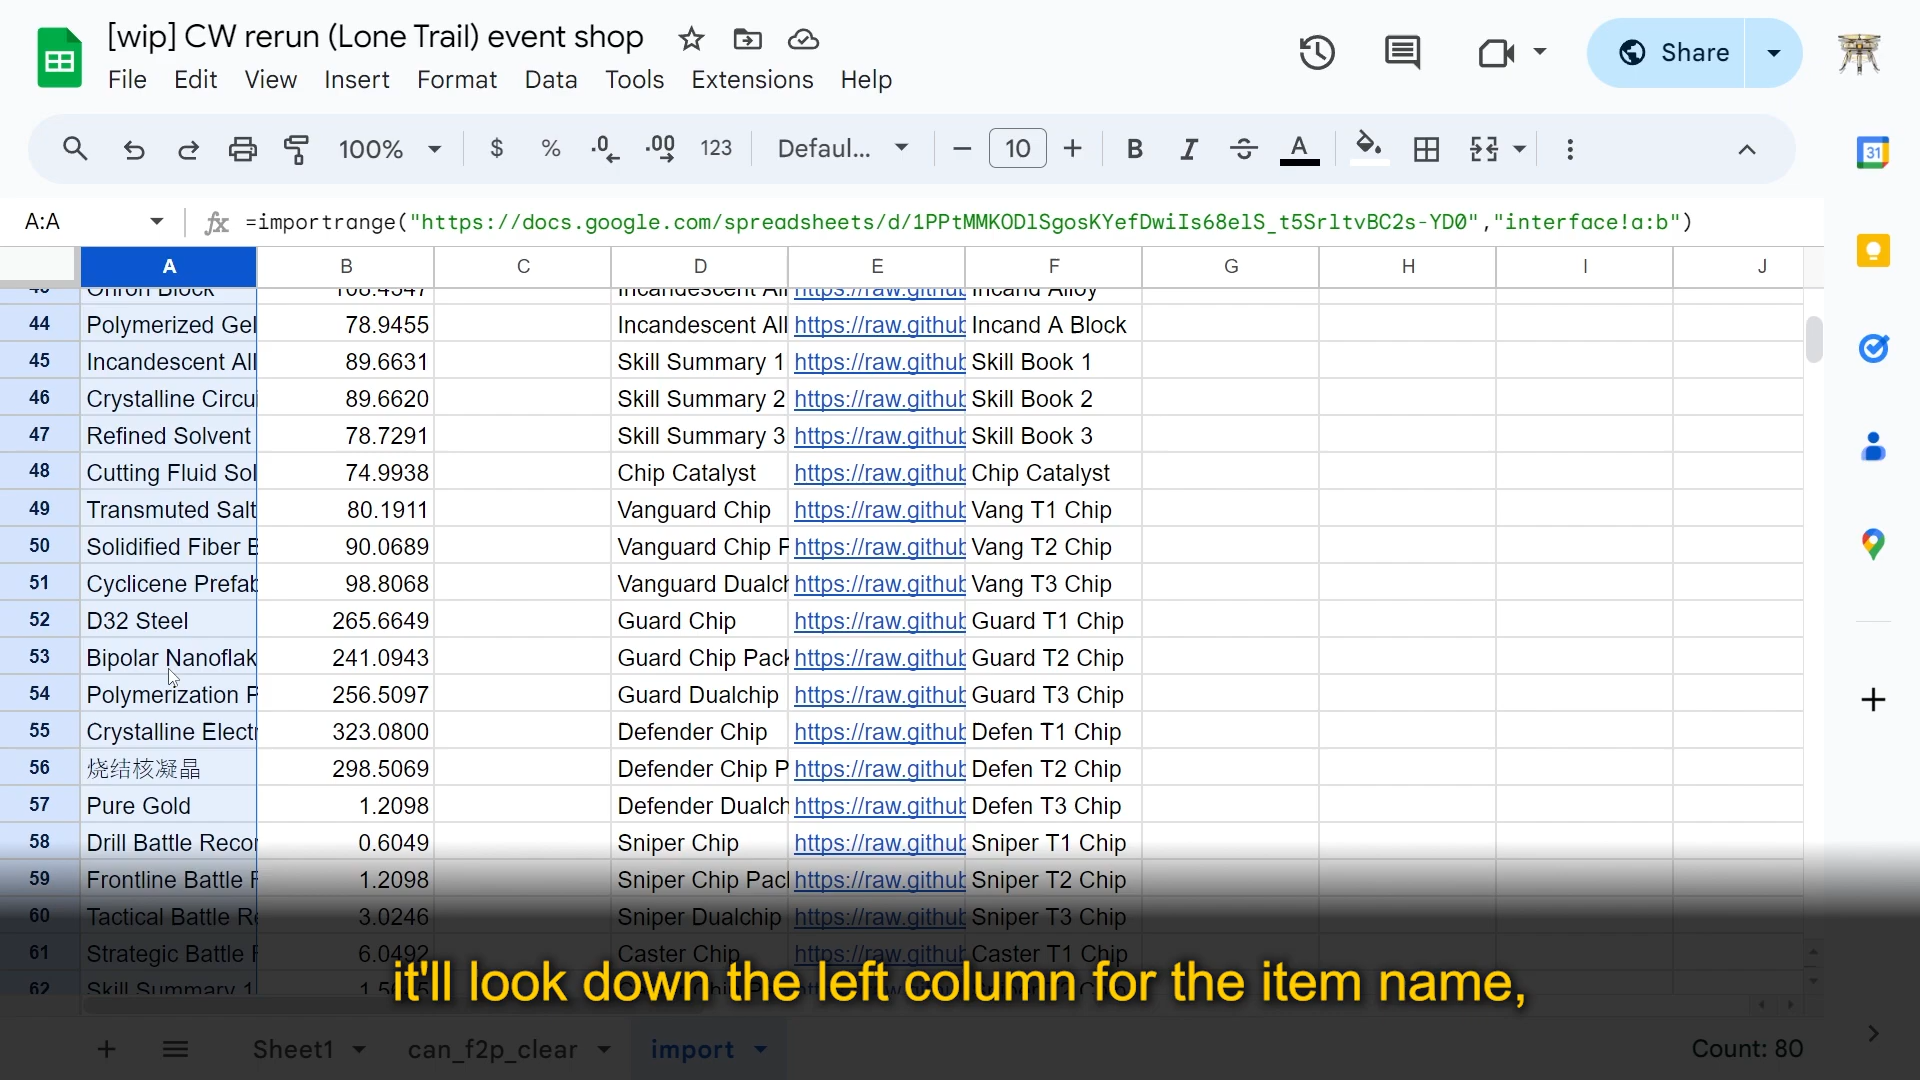 [wip] CW rerun (Lone Trail) event shop
File Edit View Insert Format Data Tools Extensions Help
Share
31
100% $ % .0 .00 123 Defaul... 10 B I A
A:A fx =importrange("https://docs.google.com/spreadsheets/d/1PPtMMKODlSgosKYefDwiIs68elS_t5SrltvBC2s-YD0","interface!a:b")
A B C D E F G H I J
Incandescent All https://raw.github Incand Alloy
44 Polymerized Gel 78.9455 Incandescent All https://raw.github Incand A Block
45 Incandescent All 89.6631 Skill Summary 1 https://raw.github Skill Book 1
46 Crystalline Circu 89.6620 Skill Summary 2 https://raw.github Skill Book 2
47 Refined Solvent 78.7291 Skill Summary 3 https://raw.github Skill Book 3
48 Cutting Fluid Sol 74.9938 Chip Catalyst https://raw.github Chip Catalyst
49 Transmuted Salt 80.1911 Vanguard Chip https://raw.github Vang T1 Chip
50 Solidified Fiber B 90.0689 Vanguard Chip P https://raw.github Vang T2 Chip
51 Cyclicene Prefab 98.8068 Vanguard Dualch https://raw.github Vang T3 Chip
52 D32 Steel 265.6649 Guard Chip https://raw.github Guard T1 Chip
53 Bipolar Nanoflak 241.0943 Guard Chip Pack https://raw.github Guard T2 Chip
54 Polymerization P 256.5097 Guard Dualchip https://raw.github Guard T3 Chip
55 Crystalline Electr 323.0800 Defender Chip https://raw.github Defen T1 Chip
56 烧结核凝晶 298.5069 Defender Chip P https://raw.github Defen T2 Chip
57 Pure Gold 1.2098 Defender Dualch https://raw.github Defen T3 Chip
58 Drill Battle Recor 0.6049 Sniper Chip https://raw.github Sniper T1 Chip
59 Frontline Battle R 1.2098 Sniper Chip Pack https://raw.github Sniper T2 Chip
60 Tactical Battle Re 3.0246 Sniper Dualchip https://raw.github Sniper T3 Chip
61 Strategic Battle R 6.0492 Caster Chip https://raw.github Caster T1 Chip
62 Skill Summary 1
it'll look down the left column for the item name,
Sheet1 can_f2p_clear import Count: 80